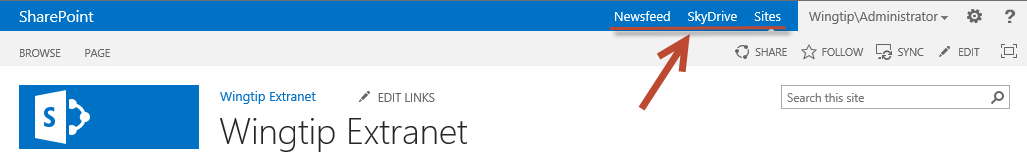 SharePoint Newsfeed SkyDrive Sites Wingtip\Administrator ?
BROWSE PAGE SHARE FOLLOW SYNC EDIT
S Wingtip Extranet EDIT LINKS Search this site
Wingtip Extranet